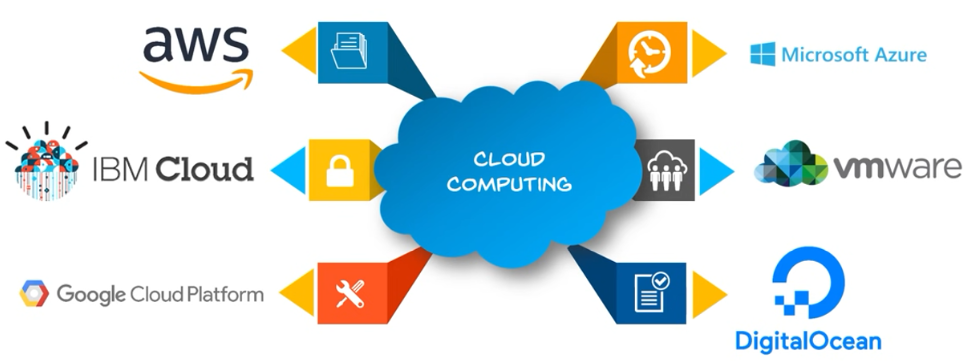 aws
Microsoft Azure
IBM Cloud
CLOUD
COMPUTING
vmware
Google Cloud Platform
DigitalOcean